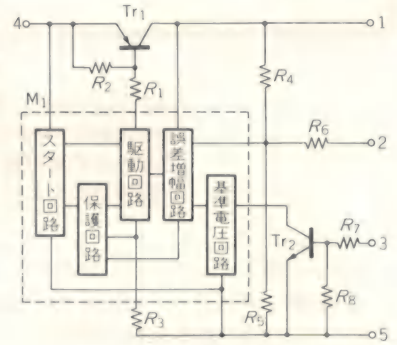 Tr1
4
1
R2
R1
R4
M1
R6
2
スタート回路
駆動回路
誤差増幅回路
保護回路
基準電圧回路
Tr2
R7
3
R8
R3
R5
5